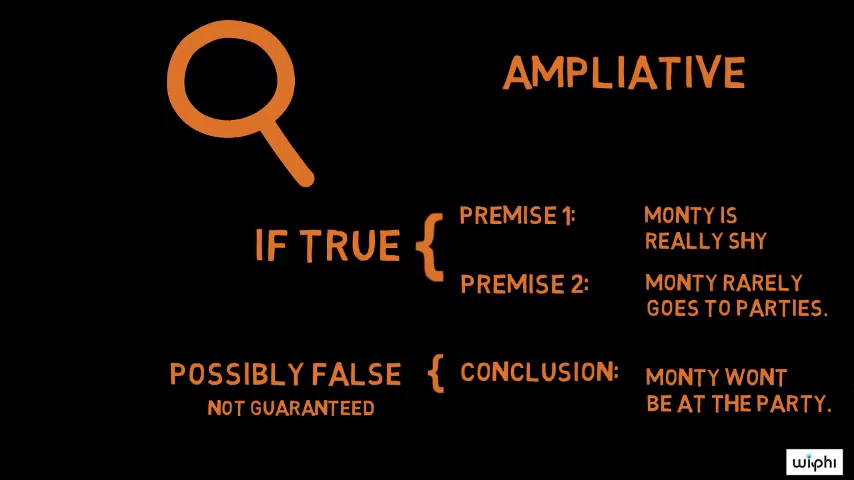 AMPLIATIVE
IF TRUE { PREMISE 1: MONTY IS
REALLY SHY
PREMISE 2: MONTY RARELY
GOES TO PARTIES.
POSSIBLY FALSE { CONCLUSION: MONTY WONT
NOT GUARANTEED BE AT THE PARTY.
wiphi